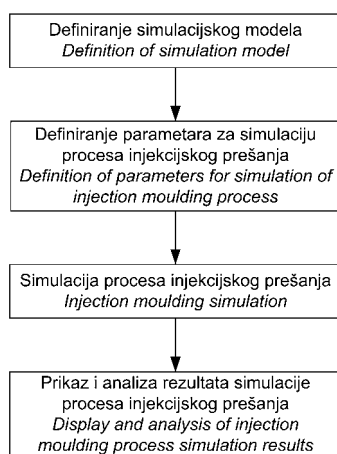 Definiranje simulacijskog modela
Definition of simulation model
Definiranje parametara za simulaciju
procesa injekcijskog prešanja
Definition of parameters for simulation of
injection moulding process
Simulacija procesa injekcijskog prešanja
Injection moulding simulation
Prikaz i analiza rezultata simulacije
procesa injekcijskog prešanja
Display and analysis of injection
moulding process simulation results